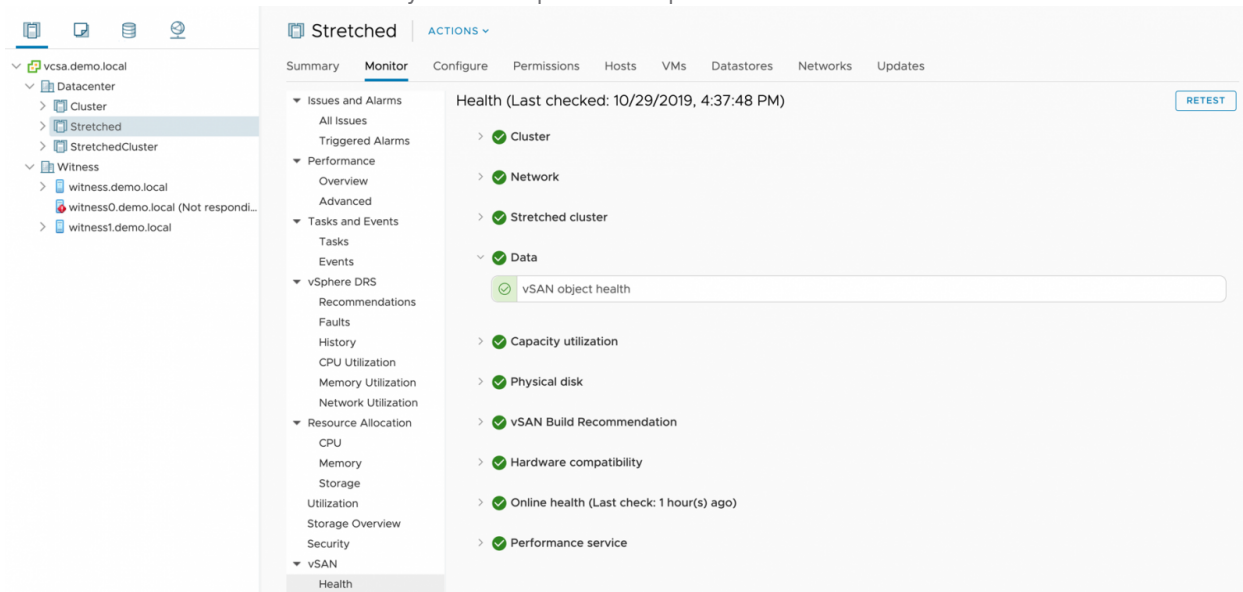 Stretched
ACTIONS
vcsa.demo.local
Datacenter
Cluster
Stretched
StretchedCluster
Witness
witness.demo.local
witness0.demo.local (Not respondi...
witness1.demo.local
Summary Monitor Configure Permissions Hosts VMs Datastores Networks Updates
Issues and Alarms
All Issues
Triggered Alarms
Performance
Overview
Advanced
Tasks and Events
Tasks
Events
vSphere DRS
Recommendations
Faults
History
CPU Utilization
Memory Utilization
Network Utilization
Resource Allocation
CPU
Memory
Storage
Utilization
Storage Overview
Security
vSAN
Health
Health (Last checked: 10/29/2019, 4:37:48 PM)
RETEST
Cluster
Network
Stretched cluster
Data
vSAN object health
Capacity utilization
Physical disk
vSAN Build Recommendation
Hardware compatibility
Online health (Last check: 1 hour(s) ago)
Performance service